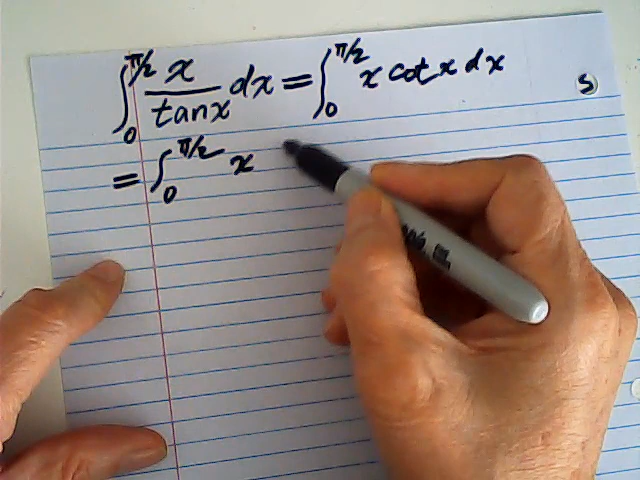 ∫₀^π/2 x/tanx dx = ∫₀^π/2 x cot x dx
= ∫₀^π/2 x